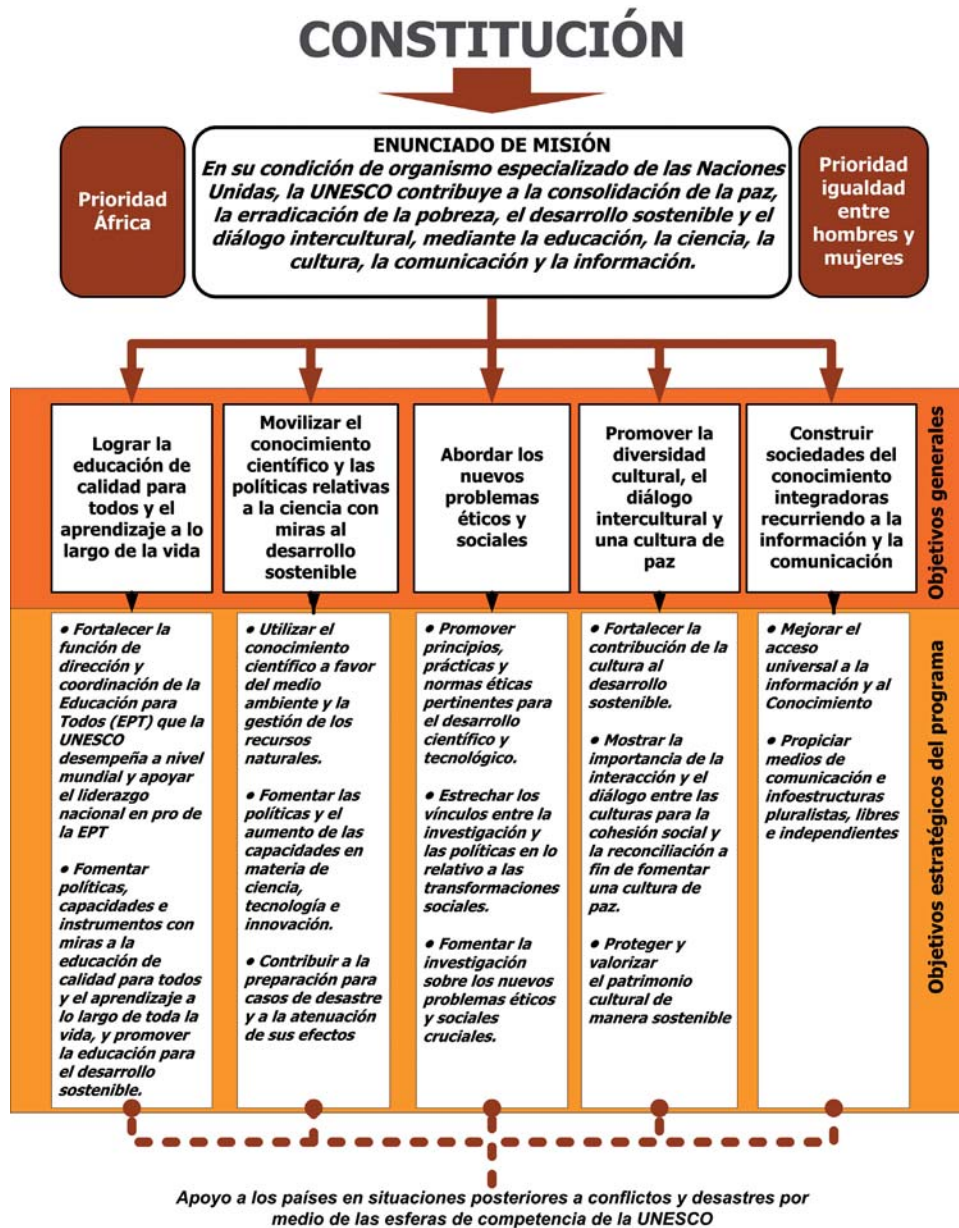 CONSTITUCIÓN
Prioridad
África
ENUNCIADO DE MISIÓN
En su condición de organismo especializado de las Naciones
Unidas, la UNESCO contribuye a la consolidación de la paz,
la erradicación de la pobreza, el desarrollo sostenible y el
diálogo intercultural, mediante la educación, la ciencia, la
cultura, la comunicación y la información.
Prioridad
igualdad
entre
hombres y
mujeres
Lograr la
educación de
calidad para
todos y el
aprendizaje a lo
largo de la vida
Movilizar el
conocimiento
científico y las
políticas relativas
a la ciencia con
miras al
desarrollo
sostenible
Abordar los
nuevos
problemas
éticos y
sociales
Promover la
diversidad
cultural, el
diálogo
intercultural y
una cultura de
paz
Construir
sociedades del
conocimiento
integradoras
recurriendo a la
información y la
comunicación
Objetivos generales
• Fortalecer la
función de
dirección y
coordinación de la
Educación para
Todos (EPT) que la
UNESCO
desempeña a nivel
mundial y apoyar
el liderazgo
nacional en pro de
la EPT
• Fomentar
políticas,
capacidades e
instrumentos con
miras a la
educación de
calidad para todos
y el aprendizaje a
lo largo de toda la
vida, y promover
la educación para
el desarrollo
sostenible.
• Utilizar el
conocimiento
científico a favor
del medio
ambiente y la
gestión de los
recursos
naturales.
• Fomentar las
políticas y el
aumento de las
capacidades en
materia de
ciencia,
tecnología e
innovación.
• Contribuir a la
preparación para
casos de desastre
y a la atenuación
de sus efectos
• Promover
principios,
prácticas y
normas éticas
pertinentes para
el desarrollo
científico y
tecnológico.
• Estrechar los
vínculos entre la
investigación y
las políticas en lo
relativo a las
transformaciones
sociales.
• Fomentar la
investigación
sobre los nuevos
problemas éticos
y sociales
cruciales.
• Fortalecer la
contribución de la
cultura al
desarrollo
sostenible.
• Mostrar la
importancia de la
interacción y el
diálogo entre las
culturas para la
cohesión social y
la reconciliación a
fin de fomentar
una cultura de
paz.
• Proteger y
valorizar
el patrimonio
cultural de
manera sostenible
• Mejorar el
acceso
universal a la
información y al
Conocimiento
• Propiciar
medios de
comunicación e
infoestructuras
pluralistas, libres
e independientes
Objetivos estratégicos del programa
Apoyo a los países en situaciones posteriores a conflictos y desastres por
medio de las esferas de competencia de la UNESCO